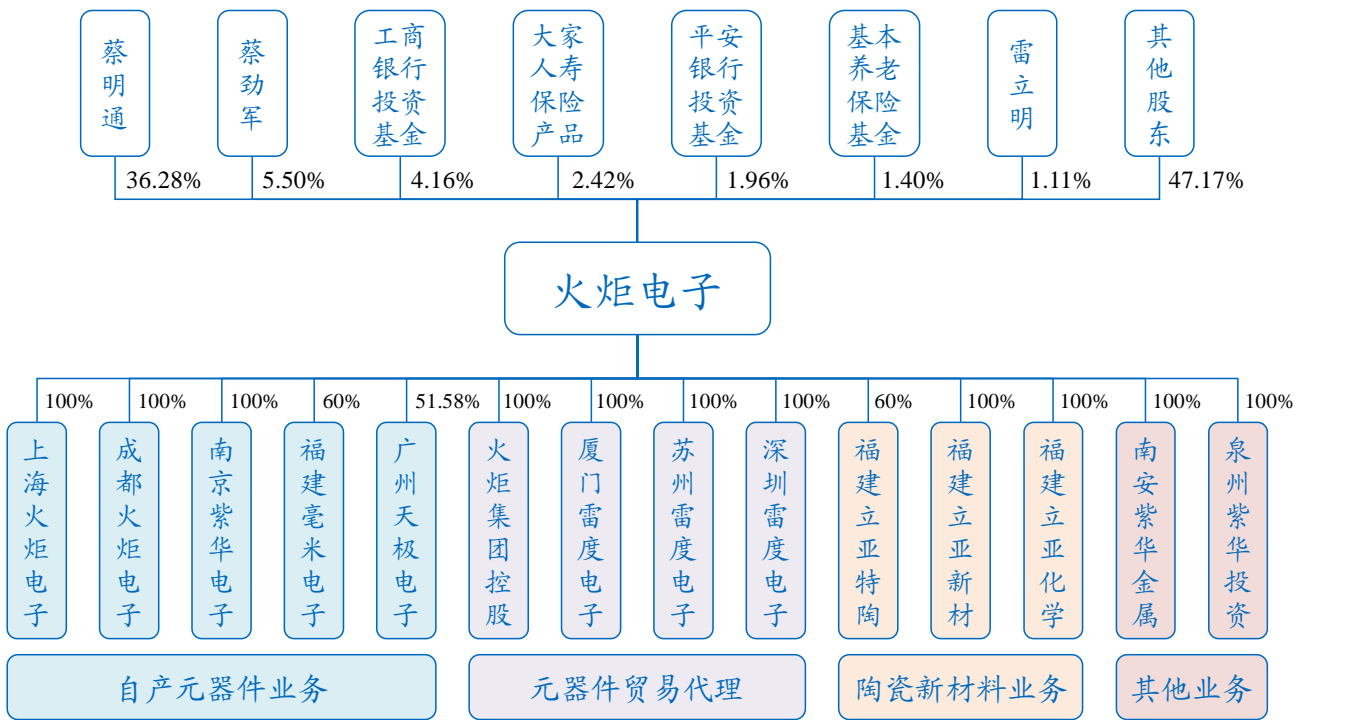 蔡明通
蔡劲军
工商
银行
投资
基金
大家
人寿
保险
产品
平安
银行
投资
基金
基本
养老
保险
基金
雷立明
其他股东
36.28%
5.50%
4.16%
2.42%
1.96%
1.40%
1.11%
47.17%
火炬电子
100%
100%
100%
60%
51.58%
100%
100%
100%
100%
60%
100%
100%
100%
100%
上海火炬电子
成都火炬电子
南京紫华电子
福建毫米电子
广州天极电子
火炬集团控股
厦门雷度电子
苏州雷度电子
深圳雷度电子
福建立亚特陶
福建立亚新材
福建立亚化学
南安紫华金属
泉州紫华投资
自产元器件业务
元器件贸易代理
陶瓷新材料业务
其他业务